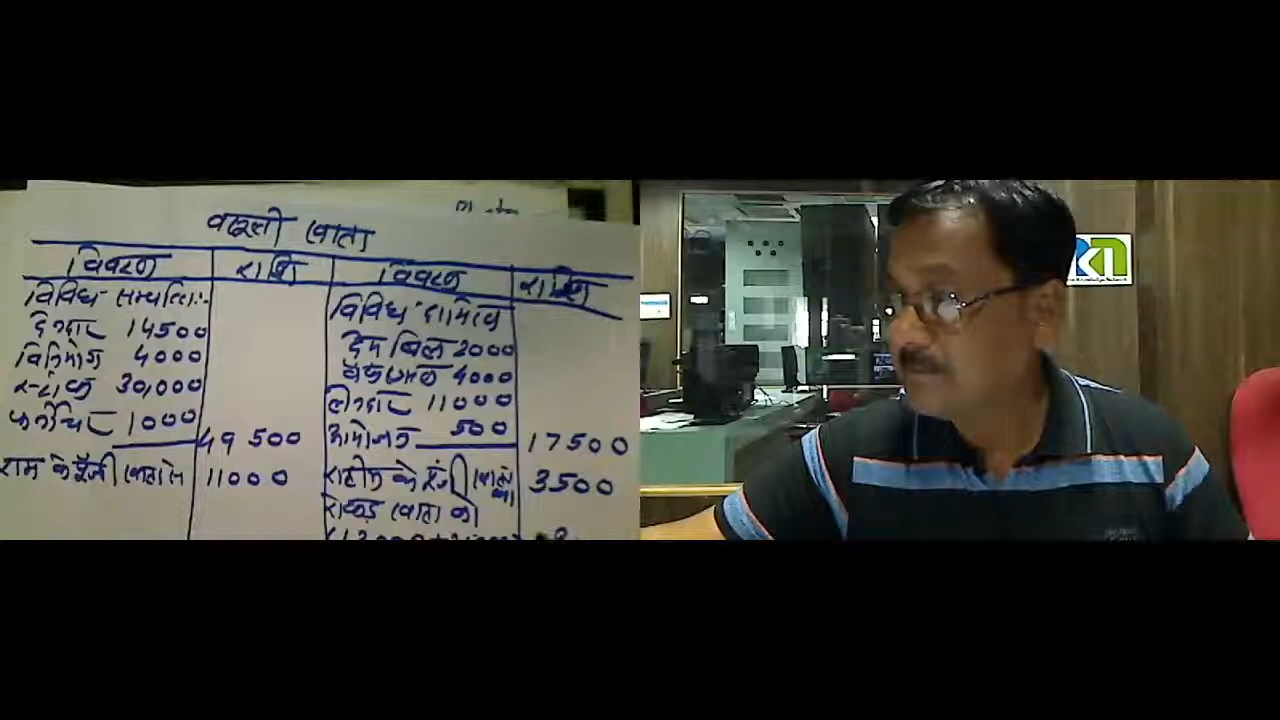 वसूली खाता
विवरण राशि विवरण राशि
विविध सम्पत्ति:- विविध दायित्व
देनदार 14500 देय बिल 2000
विनियोग 4000 बैंक ऋण 4000
स्टॉक 30,000 लेनदार 11000
फर्नीचर 1000 49 500 आयोजन 500 17500
राम के पूँजी खाते से 11000 रहीम के पूंजी खाते का 3500
रोकड़ खाता को